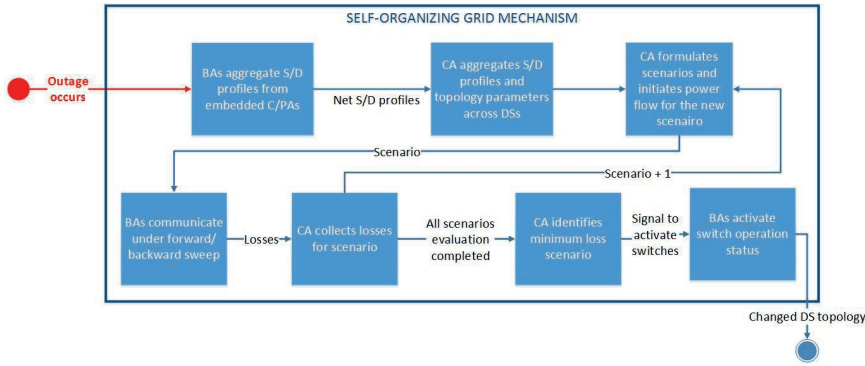 SELF-ORGANIZING GRID MECHANISM
Outage
occurs
BAs aggregate S/D
profiles from
embedded C/PAs
Net S/D profiles
CA aggregates S/D
profiles and
topology parameters
across DSs
CA formulates
scenarios and
initiates power
flow for the new
scenairo
Scenario
Scenario + 1
BAs communicate
under forward/
backward sweep
Losses
CA collects losses
for scenario
All scenarios
evaluation
completed
CA identifies
minimum loss
scenario
Signal to
activate
switches
BAs activate
switch operation
status
Changed DS topology